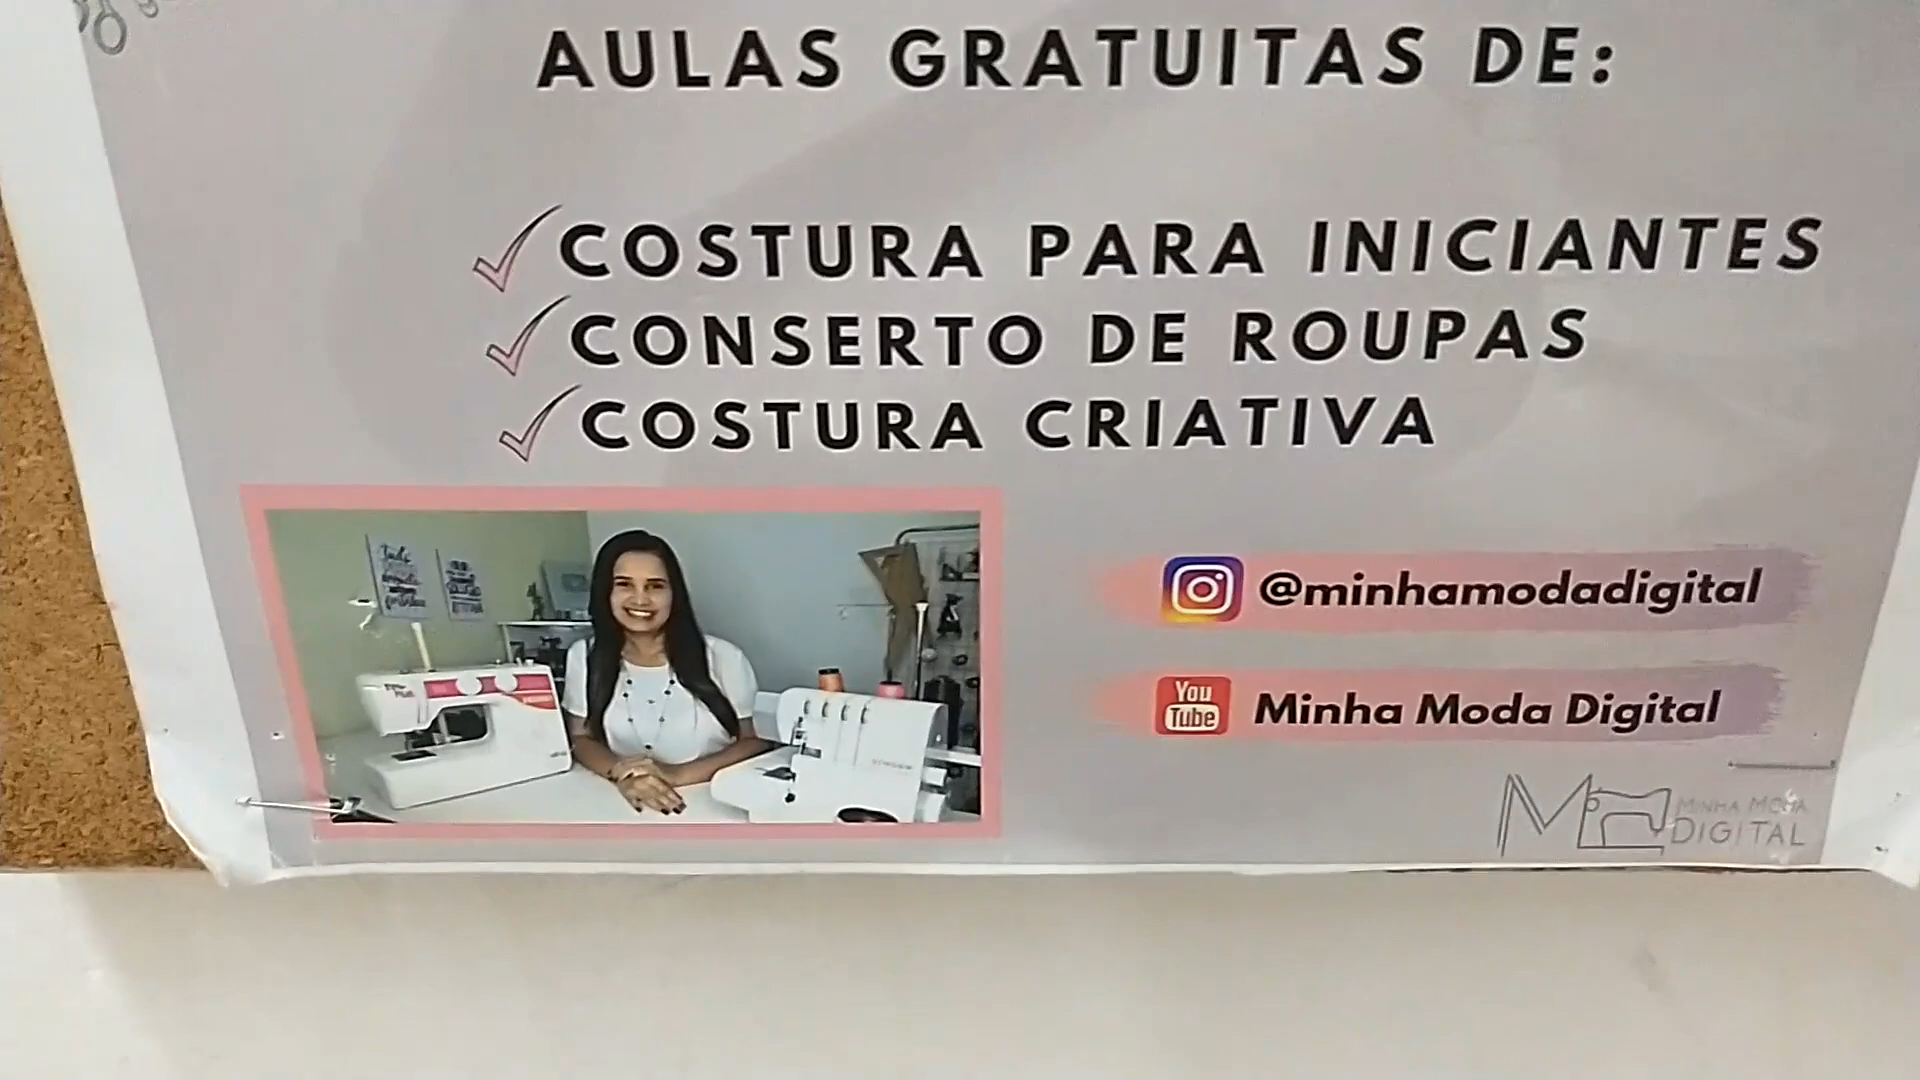 AULAS GRATUITAS DE:
COSTURA PARA INICIANTES
CONSERTO DE ROUPAS
COSTURA CRIATIVA
@minhamodadigital
You Tube
Minha Moda Digital
MINHA MODA
DIGITAL